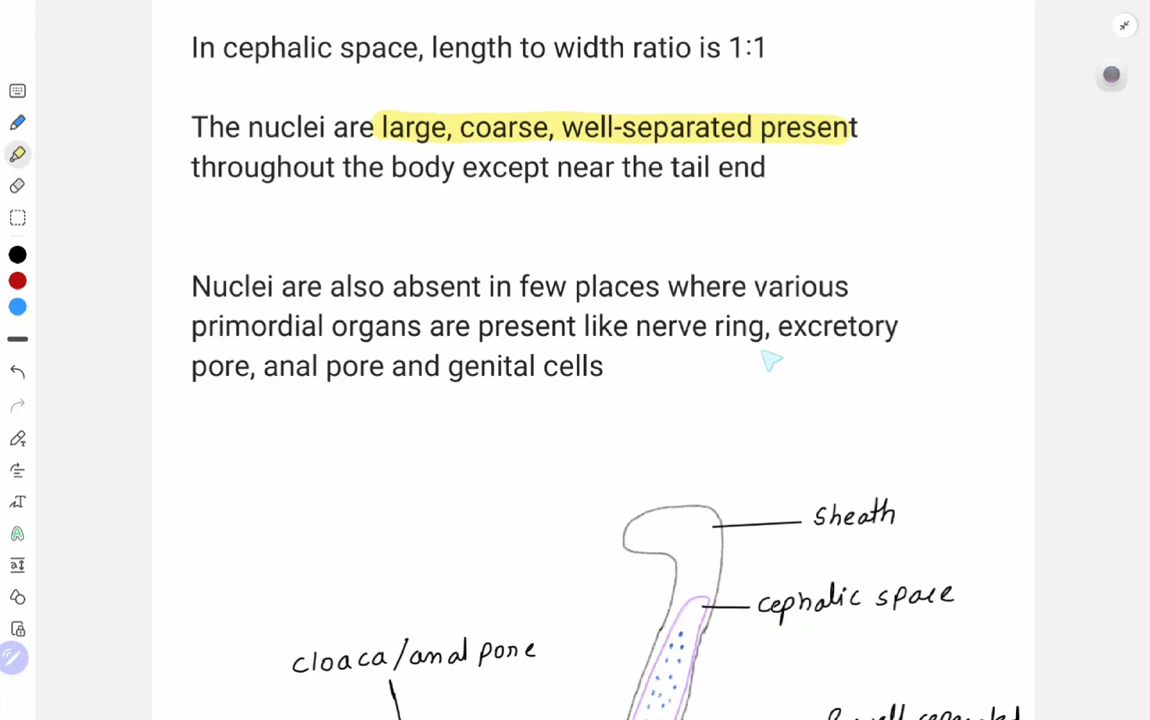 In cephalic space, length to width ratio is 1:1
The nuclei are large, coarse, well-separated present
throughout the body except near the tail end
Nuclei are also absent in few places where various
primordial organs are present like nerve ring, excretory
pore, anal pore and genital cells
sheath
cephalic space
cloaca/anal pore